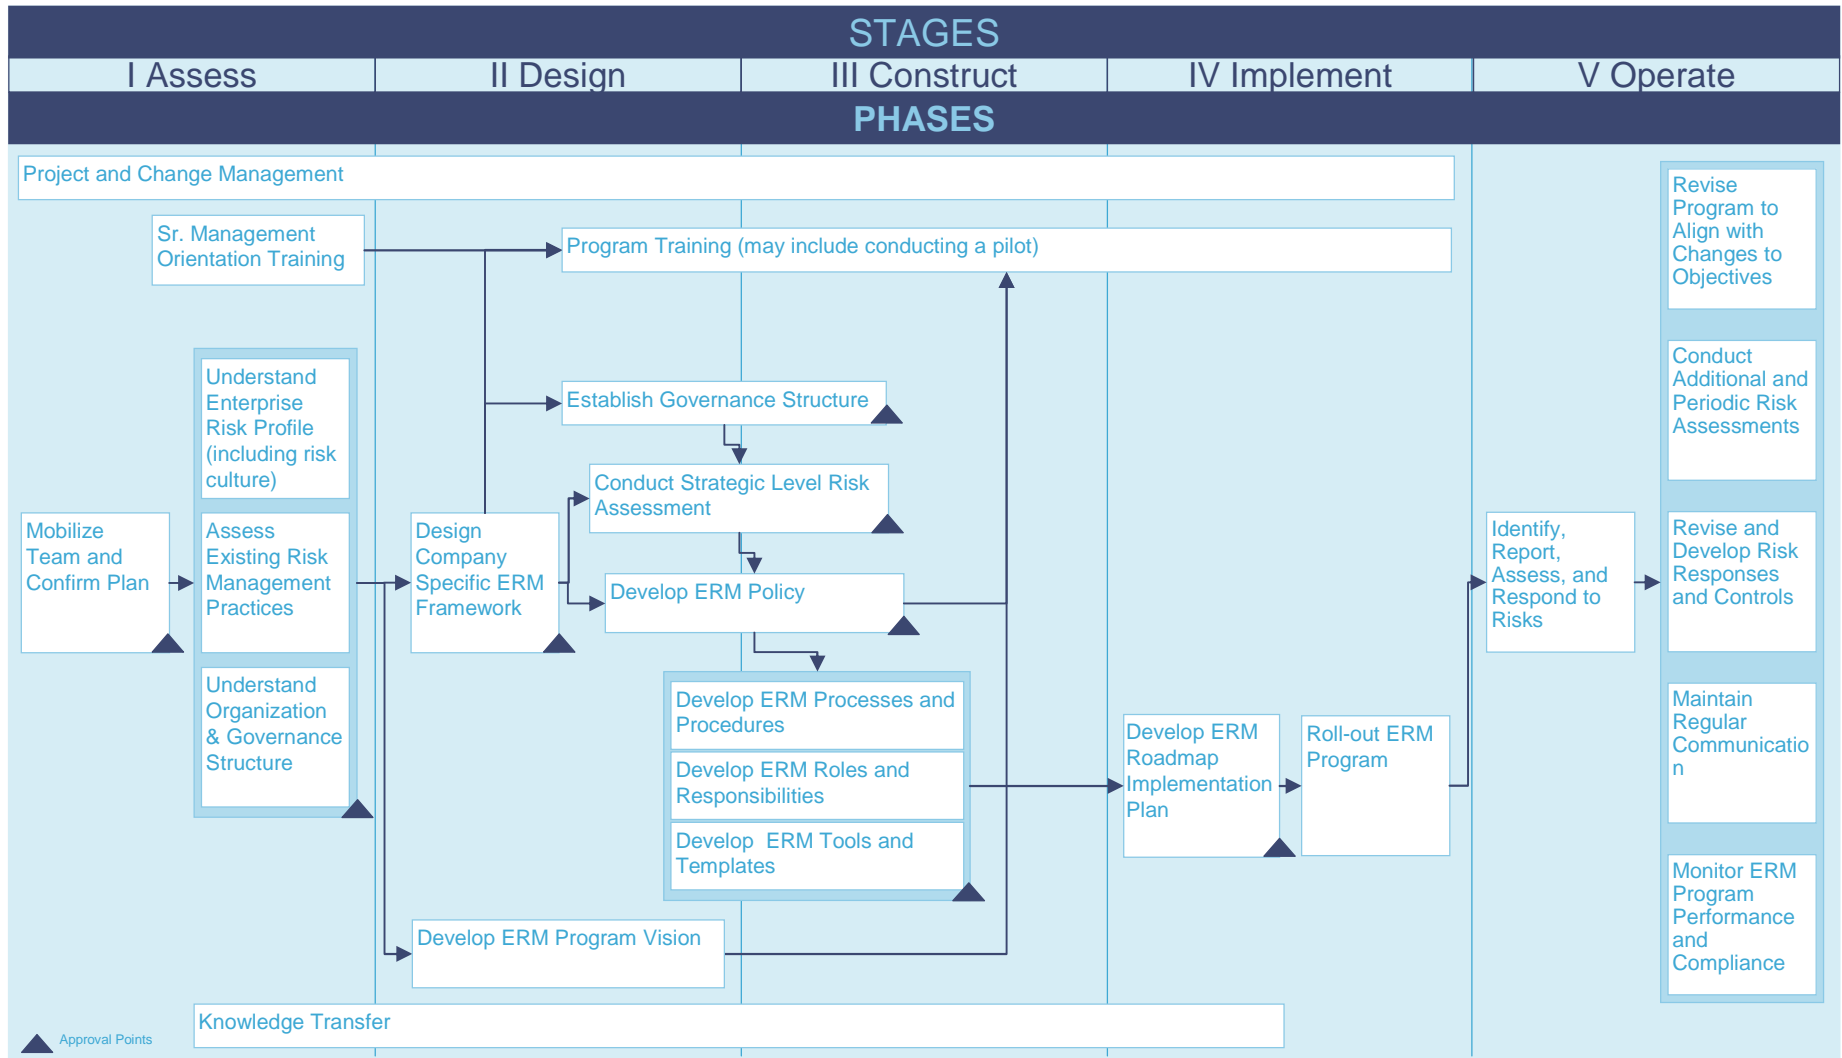 STAGES
I Assess
II Design
III Construct
IV Implement
V Operate
PHASES
Project and Change Management
Sr. Management
Orientation Training
Program Training (may include conducting a pilot)
Understand
Enterprise
Risk Profile
(including risk
culture)
Establish Governance Structure
Conduct Strategic Level Risk
Assessment
Mobilize
Team and
Confirm Plan
Assess
Existing Risk
Management
Practices
Design
Company
Specific ERM
Framework
Develop ERM Policy
Understand
Organization
& Governance
Structure
Develop ERM Processes and
Procedures
Develop ERM Roles and
Responsibilities
Develop  ERM Tools and
Templates
Develop ERM
Roadmap
Implementation
Plan
Roll-out ERM
Program
Identify,
Report,
Assess, and
Respond to
Risks
Revise
Program to
Align with
Changes to
Objectives
Conduct
Additional and
Periodic Risk
Assessments
Revise and
Develop Risk
Responses
and Controls
Maintain
Regular
Communicatio
n
Monitor ERM
Program
Performance
and
Compliance
Develop ERM Program Vision
Knowledge Transfer
Approval Points